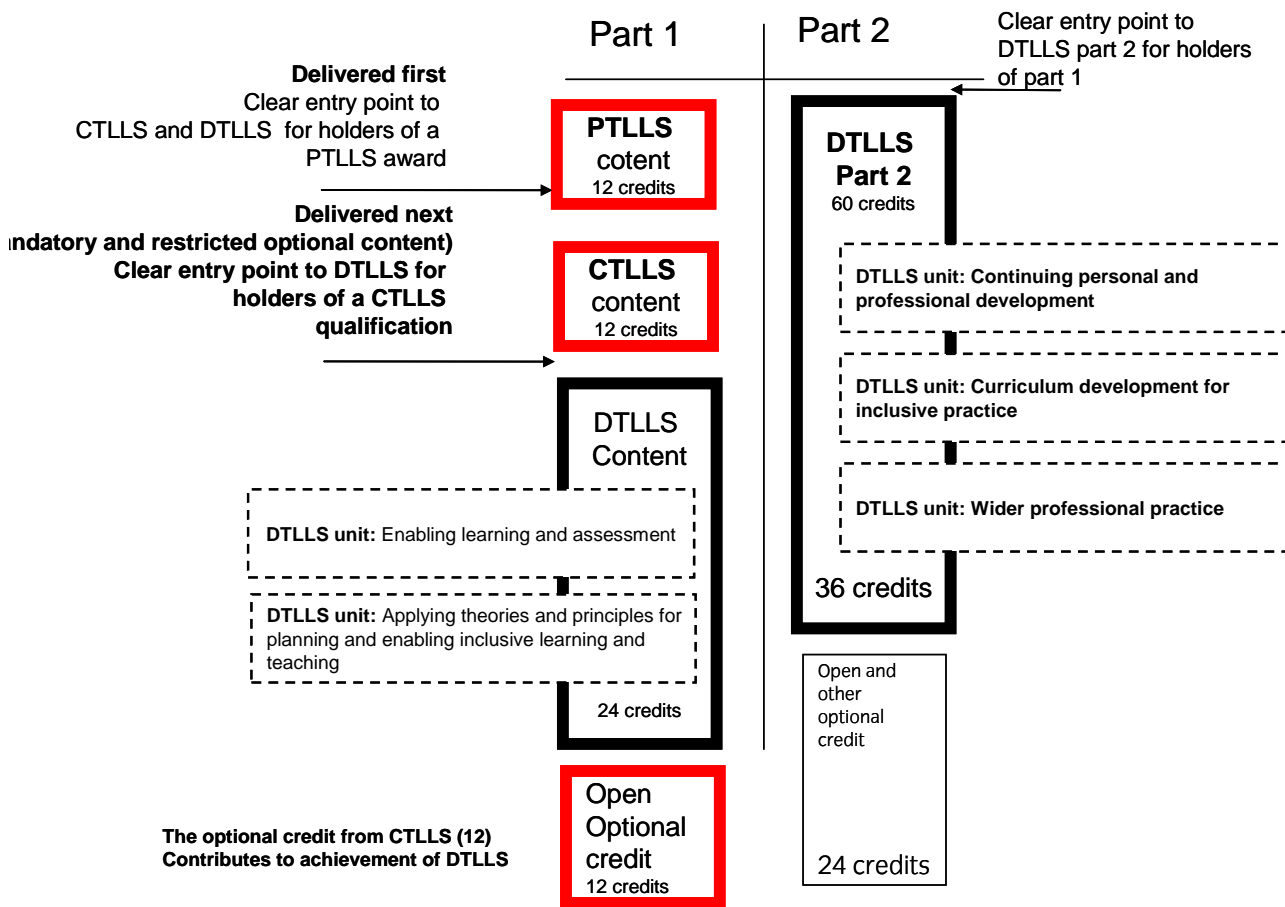 Part 1
Part 2
Clear entry point to
DTLLS part 2 for holders
of part 1
Delivered first
Clear entry point to
CTLLS and DTLLS for holders of a
PTLLS award
PTLLS
cotent
12 credits
Delivered next
ndatory and restricted optional content)
Clear entry point to DTLLS for
holders of a CTLLS
qualification
CTLLS
content
12 credits
DTLLS
Content
DTLLS unit: Enabling learning and assessment
DTLLS unit: Applying theories and principles for
planning and enabling inclusive learning and
teaching
24 credits
The optional credit from CTLLS (12)
Contributes to achievement of DTLLS
Open
Optional
credit
12 credits
DTLLS
Part 2
60 credits
DTLLS unit: Continuing personal and
professional development
DTLLS unit: Curriculum development for
inclusive practice
DTLLS unit: Wider professional practice
36 credits
Open and
other
optional
credit
24 credits